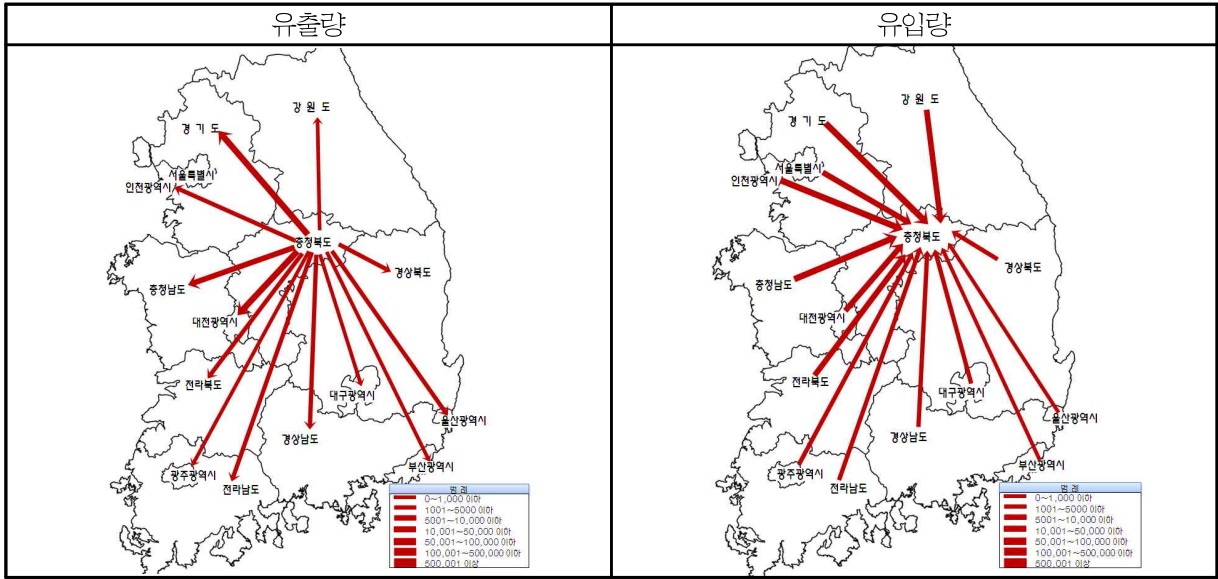 유출량
유입량
강 원 도
경 기 도
서울특별시
인천광역시
충청북도
경상북도
충청남도
대전광역시
전라북도
대구광역시
울산광역시
경상남도
부산광역시
광주광역시
전라남도
범 례
0~1,000 이하
1001~5000 이하
5001~10,000 이하
10,001~50,000 이하
50,001~100,000 이하
100,001~500,000 이하
500,001 이상
강 원 도
경 기 도
서울특별시
인천광역시
충청북도
경상북도
충청남도
대전광역시
전라북도
대구광역시
울산광역시
경상남도
부산광역시
광주광역시
전라남도
범 례
0~1,000 이하
1001~5000 이하
5001~10,000 이하
10,001~50,000 이하
50,001~100,000 이하
100,001~500,000 이하
500,001 이상